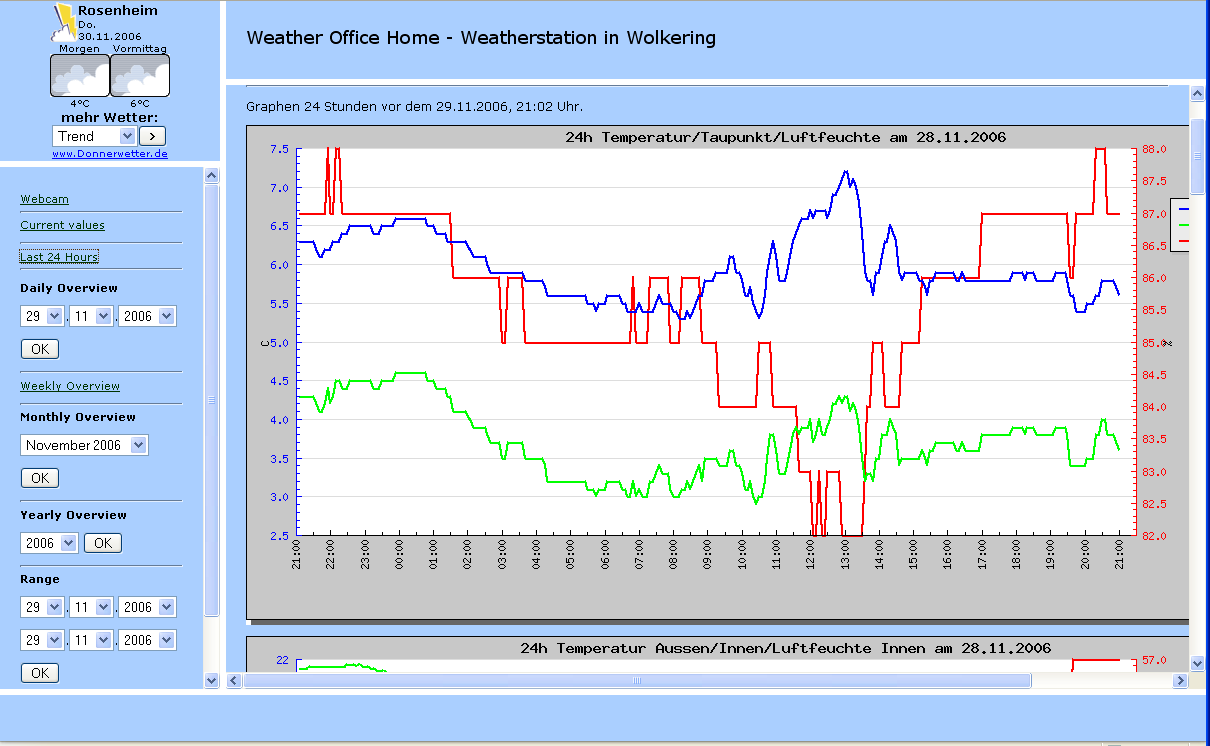 Rosenheim
Do.
30.11.2006
Morgen Vormittag
4°C 6°C
mehr Wetter:
Trend >
www.Donnerwetter.de
Webcam
Current values
Last 24 Hours
Daily Overview
29 . 11 . 2006
OK
Weekly Overview
Monthly Overview
November 2006
OK
Yearly Overview
2006 OK
Range
29 . 11 . 2006
29 . 11 . 2006
OK
Weather Office Home - Weatherstation in Wolkering
Graphen 24 Stunden vor dem 29.11.2006, 21:02 Uhr.
24h Temperatur/Taupunkt/Luftfeuchte am 28.11.2006
7.5 88.0
87.5
7.0
6.5 87.0
86.5
6.0 86.0
5.5 85.5
C 5.0 85.0 %
4.5 84.5
4.0 84.0
83.5
3.5
83.0
3.0 82.5
2.5 82.0
21:00 22:00 23:00 00:00 01:00 02:00 03:00 04:00 05:00 06:00 07:00 08:00 09:00 10:00 11:00 12:00 13:00 14:00 15:00 16:00 17:00 18:00 19:00 20:00 21:00
24h Temperatur Aussen/Innen/Luftfeuchte Innen am 28.11.2006
22 57.0